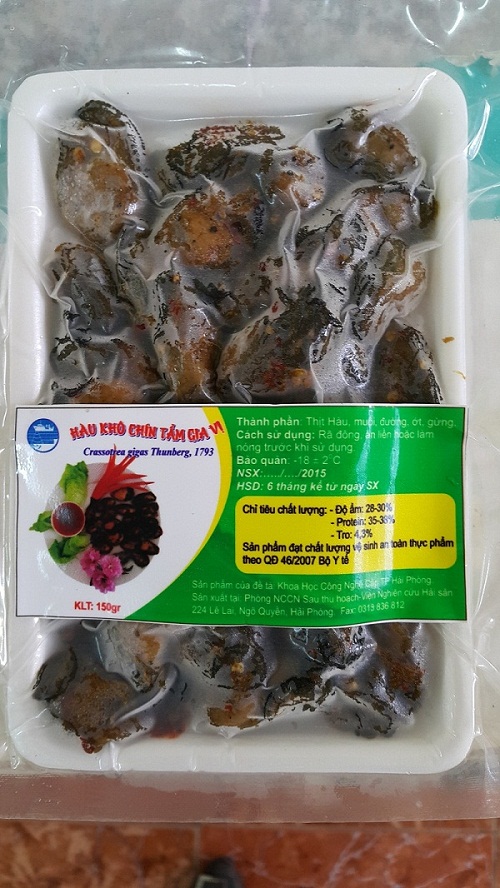 HÀU KHÔ CHÍN TẨM GIA VỊ
Crassotrea gigas Thunberg, 1793
KLT: 150gr
Thành phần: Thịt Hàu, muối, đường, ớt, gừng.
Cách sử dụng: Rã đông, ăn liền hoặc làm
nóng trước khi sử dụng.
Bảo quản: -18 ± 2°C
NSX:...../..../2015
HSD: 6 tháng kể từ ngày SX
Chỉ tiêu chất lượng: - Độ ẩm: 28-30%
- Protein: 35-38%
- Tro: 4,3%
Sản phẩm đạt chất lượng vệ sinh an toàn thực phẩm
theo QĐ 46/2007 Bộ Y tế
Sản phẩm của đề tài Khoa Học Công Nghệ Cấp TP Hải Phòng.
Sản xuất tại: Phòng NCCN Sau thu hoạch-Viện Nghiên cứu Hải sản
224 Lê Lai, Ngô Quyền, Hải Phòng. Fax: 0313 836 812